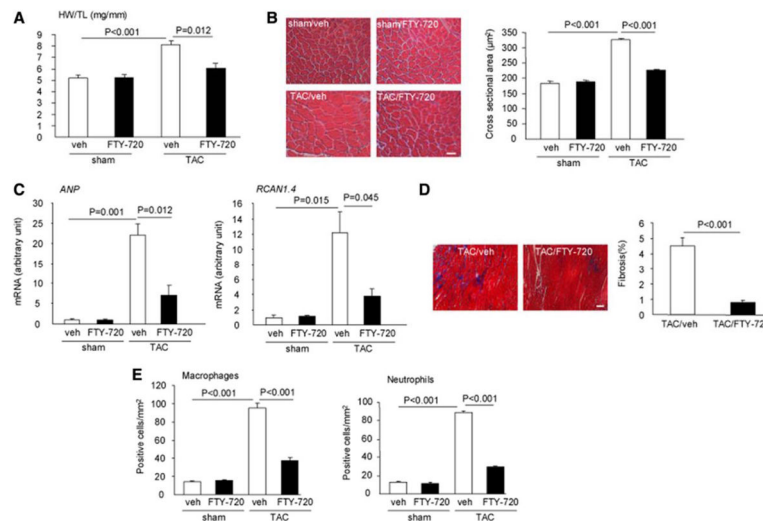 A
HW/TL (mg/mm)
P<0.001
P=0.012
9
8
7
6
5
4
3
2
1
0
veh FTY-720 veh FTY-720
sham TAC
B
sham/veh sham/FTY-720
TAC/veh TAC/FTY-720
Cross sectional area (µm²)
P<0.001 P<0.001
350
300
250
200
150
100
50
0
veh FTY-720 veh FTY-720
sham TAC
C
ANP
mRNA (arbitrary unit)
P=0.001 P=0.012
30
25
20
15
10
5
0
veh FTY-720 veh FTY-720
sham TAC
RCAN1.4
mRNA (arbitrary unit)
P=0.015 P=0.045
16
14
12
10
8
6
4
2
0
veh FTY-720 veh FTY-720
sham TAC
D
TAC/veh TAC/FTY-720
Fibrosis(%)
P<0.001
6
5
4
3
2
1
0
TAC/veh TAC/FTY-720
E
Macrophages
Positive cells/mm²
P<0.001 P<0.001
120
100
80
60
40
20
0
veh FTY-720 veh FTY-720
sham TAC
Neutrophils
Positive cells/mm²
P<0.001 P<0.001
100
80
60
40
20
0
veh FTY-720 veh FTY-720
sham TAC